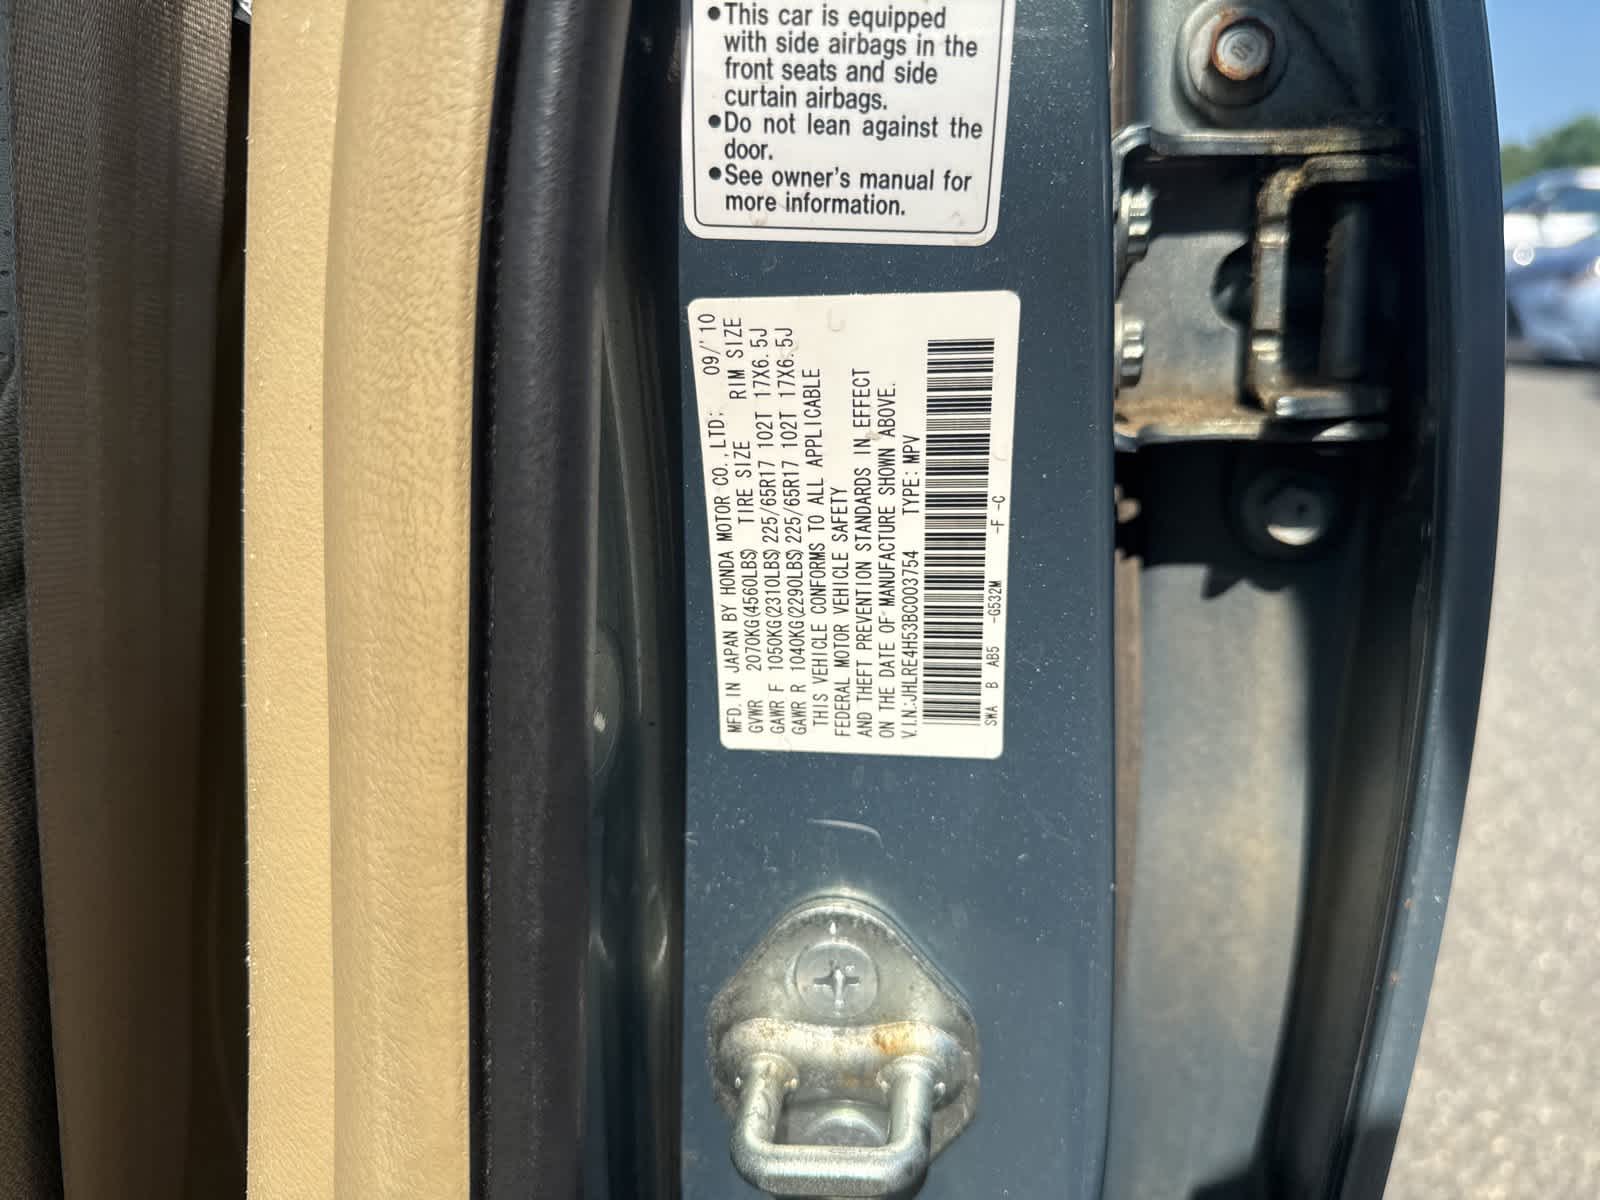 •This car is equipped
with side airbags in the
front seats and side
curtain airbags.
•Do not lean against the
door.
•See owner's manual for
more information.
MFD. IN JAPAN BY HONDA MOTOR CO., LTD; 09/'10
GVWR 2070KG(4560LBS) TIRE SIZE RIM SIZE
GAWR F 1050KG(2310LBS) 225/65R17 102T 17X6.5J
GAWR R 1040KG(2290LBS) 225/65R17 102T 17X6.5J
THIS VEHICLE CONFORMS TO ALL APPLICABLE
FEDERAL MOTOR VEHICLE SAFETY
AND THEFT PREVENTION STANDARDS IN EFFECT
ON THE DATE OF MANUFACTURE SHOWN ABOVE.
V.I.N.:JHLRE4H53BC003754 TYPE: MPV
SWA B AB5 -G532M -F -C